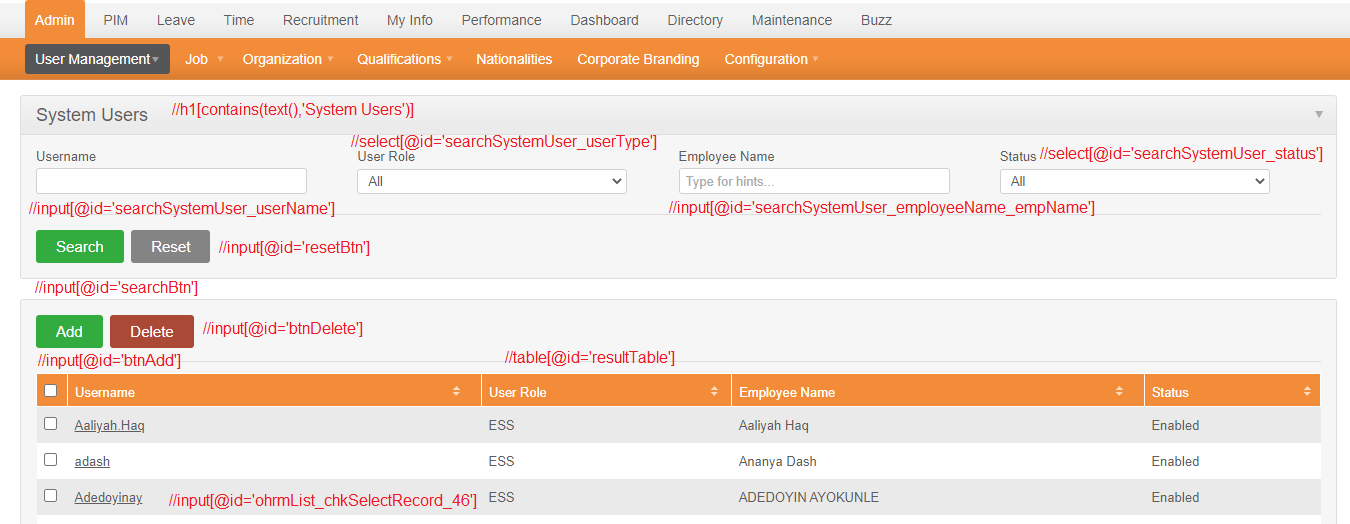 Admin PIM Leave Time Recruitment My Info Performance Dashboard Directory Maintenance Buzz
User Management Job Organization Qualifications Nationalities Corporate Branding Configuration
System Users //h1[contains(text(),'System Users')]
//select[@id='searchSystemUser_userType']
Username User Role Employee Name Status //select[@id='searchSystemUser_status']
All Type for hints... All
//input[@id='searchSystemUser_userName'] //input[@id='searchSystemUser_employeeName_empName']
Search Reset //input[@id='resetBtn']
//input[@id='searchBtn']
Add Delete //input[@id='btnDelete']
//input[@id='btnAdd'] //table[@id='resultTable']
Username User Role Employee Name Status
Aaliyah.Haq ESS Aaliyah Haq Enabled
adash ESS Ananya Dash Enabled
Adedoyinay //input[@id='ohrmList_chkSelectRecord_46'] ESS ADEDOYIN AYOKUNLE Enabled